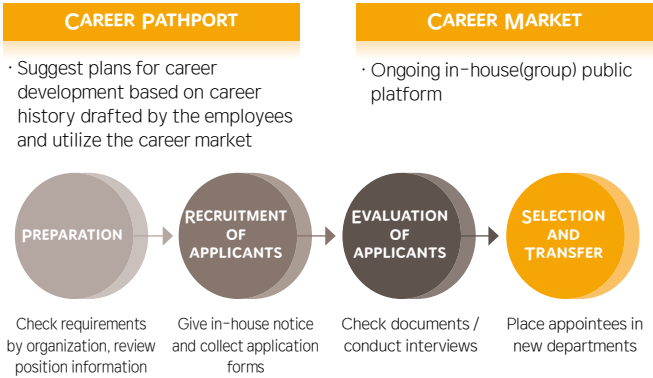 CAREER PATHPORT
· Suggest plans for career
development based on career
history drafted by the employees
and utilize the career market
CAREER MARKET
· Ongoing in-house(group) public
platform
PREPARATION
RECRUITMENT
OF
APPLICANTS
EVALUATION
OF
APPLICANTS
SELECTION
AND
TRANSFER
Check requirements
by organization, review
position information
Give in-house notice
and collect application
forms
Check documents /
conduct interviews
Place appointees in
new departments